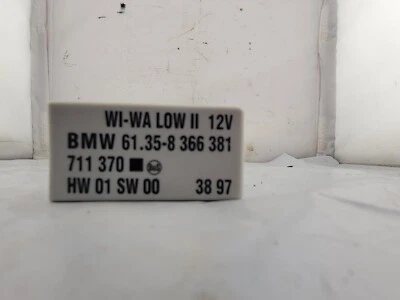 WI-WA LOW II 12V
BMW 61.35-8 366 381
711 370
HW 01 SW 00 38 97